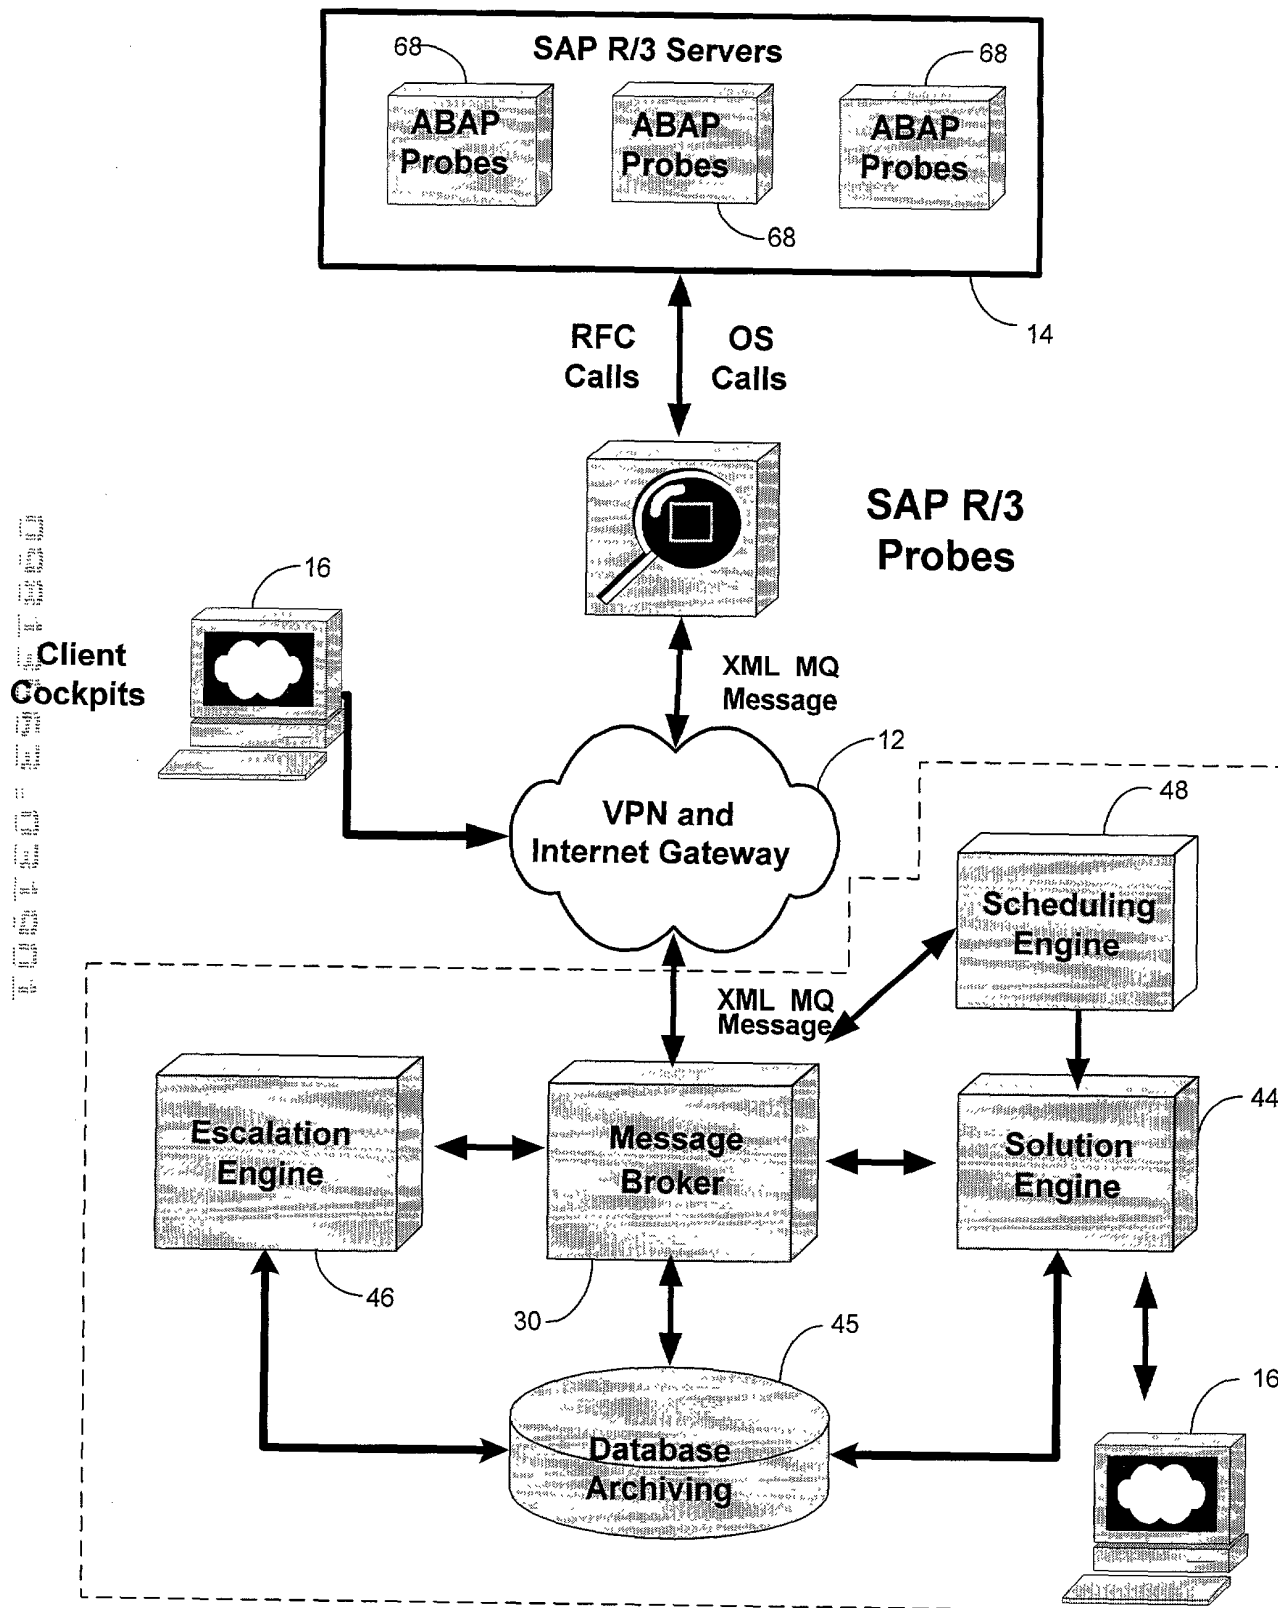 SAP R/3 Servers
68
68
ABAP
Probes
ABAP
Probes
ABAP
Probes
68
14
RFC
Calls
OS
Calls
SAP R/3
Probes
16
Client
Cockpits
XML MQ
Message
12
VPN and
Internet Gateway
48
Scheduling
Engine
XML MQ
Message
Escalation
Engine
Message
Broker
44
Solution
Engine
46
30
45
16
Database
Archiving